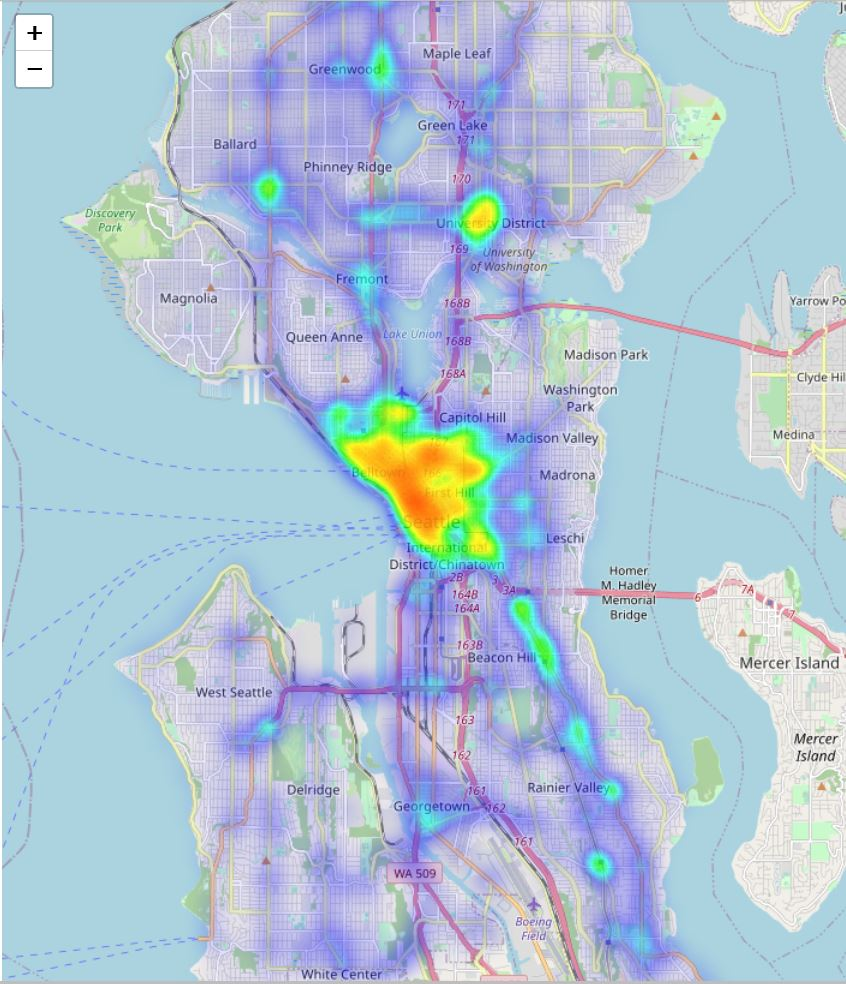 +
−
Maple Leaf
Greenwood
171
Green Lake
171
Ballard
Phinney Ridge
170
Discovery
Park
University District
169
University
of Washington
Fremont
Magnolia
168B
Yarrow Po
Queen Anne
Lake Union
168B
Madison Park
168A
Clyde Hil
Washington
Park
Capitol Hill
Medina
Madison Valley
Belltown
166
Madrona
First Hill
Seattle
Leschi
International
District/Chinatown
2B
3
3A
Homer
M. Hadley
Memorial
Bridge
164B
164A
6
7A
7
163B
Beacon Hill
Mercer Island
West Seattle
163
162
Mercer
Island
Delridge
Rainier Valley
161
Georgetown
162
161
WA 509
Boeing
Field
White Center